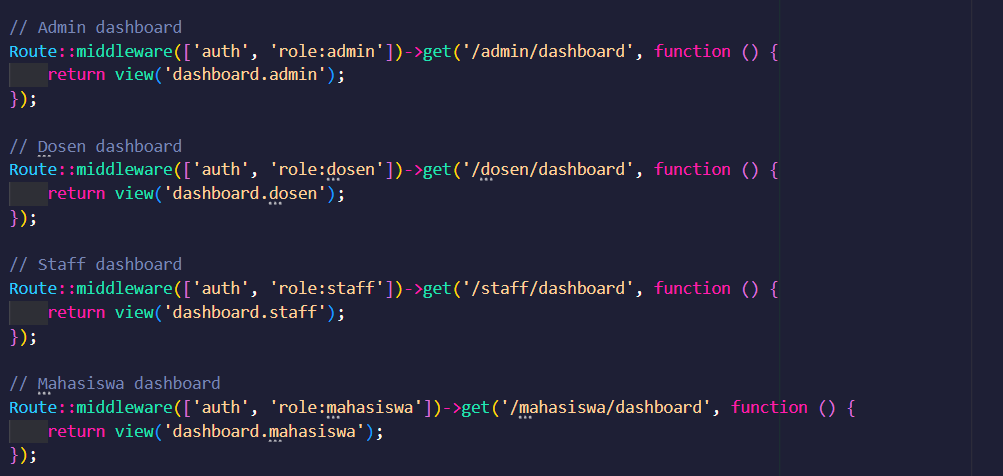 // Admin dashboard
Route::middleware(['auth', 'role:admin'])->get('/admin/dashboard', function () {
    return view('dashboard.admin');
});

// Dosen dashboard
Route::middleware(['auth', 'role:dosen'])->get('/dosen/dashboard', function () {
    return view('dashboard.dosen');
});

// Staff dashboard
Route::middleware(['auth', 'role:staff'])->get('/staff/dashboard', function () {
    return view('dashboard.staff');
});

// Mahasiswa dashboard
Route::middleware(['auth', 'role:mahasiswa'])->get('/mahasiswa/dashboard', function () {
    return view('dashboard.mahasiswa');
});